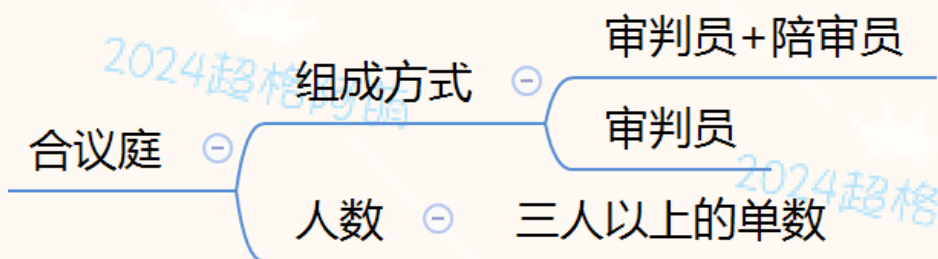 审判员+陪审员
组成方式
审判员
合议庭
人数
三人以上的单数
2024超格
2024超格